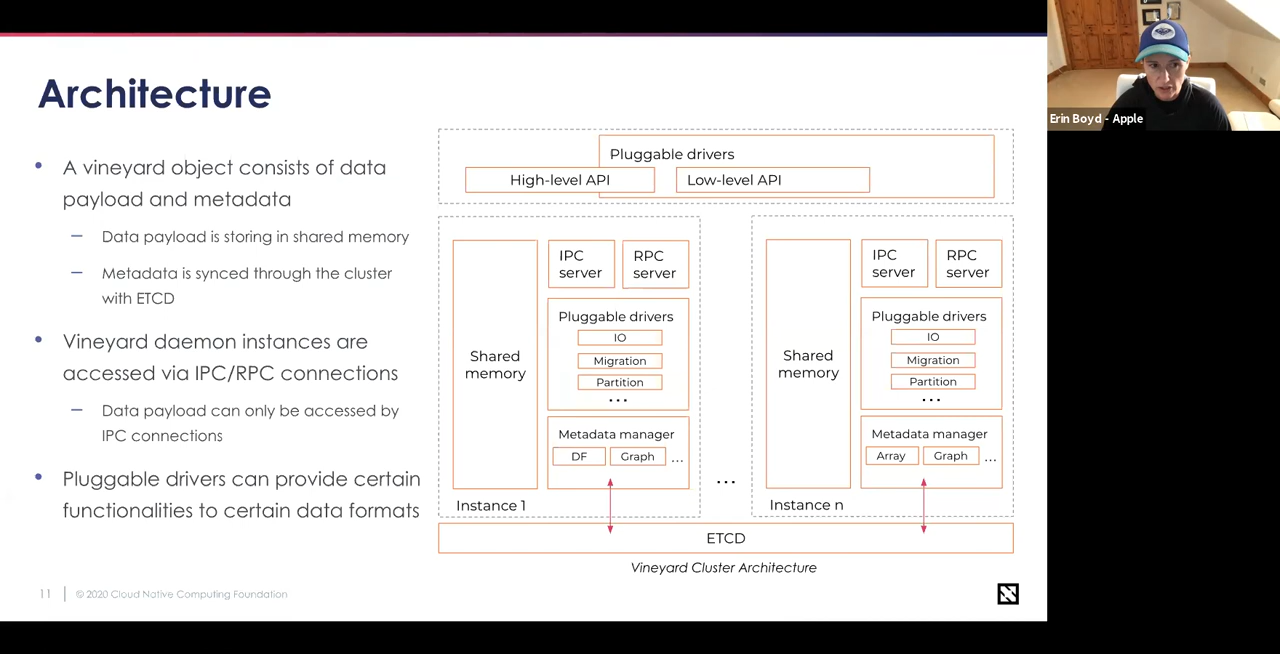 Architecture
• A vineyard object consists of data
payload and metadata
– Data payload is storing in shared memory
– Metadata is synced through the cluster
with ETCD
• Vineyard daemon instances are
accessed via IPC/RPC connections
– Data payload can only be accessed by
IPC connections
• Pluggable drivers can provide certain
functionalities to certain data formats
Pluggable drivers
High-level API
Low-level API
Shared
memory
IPC
server
RPC
server
Pluggable drivers
IO
Migration
Partition
...
Metadata manager
DF
Graph
...
Instance 1
...
Shared
memory
IPC
server
RPC
server
Pluggable drivers
IO
Migration
Partition
...
Metadata manager
Array
Graph
...
Instance n
ETCD
Vineyard Cluster Architecture
11
© 2020 Cloud Native Computing Foundation
Erin Boyd - Apple